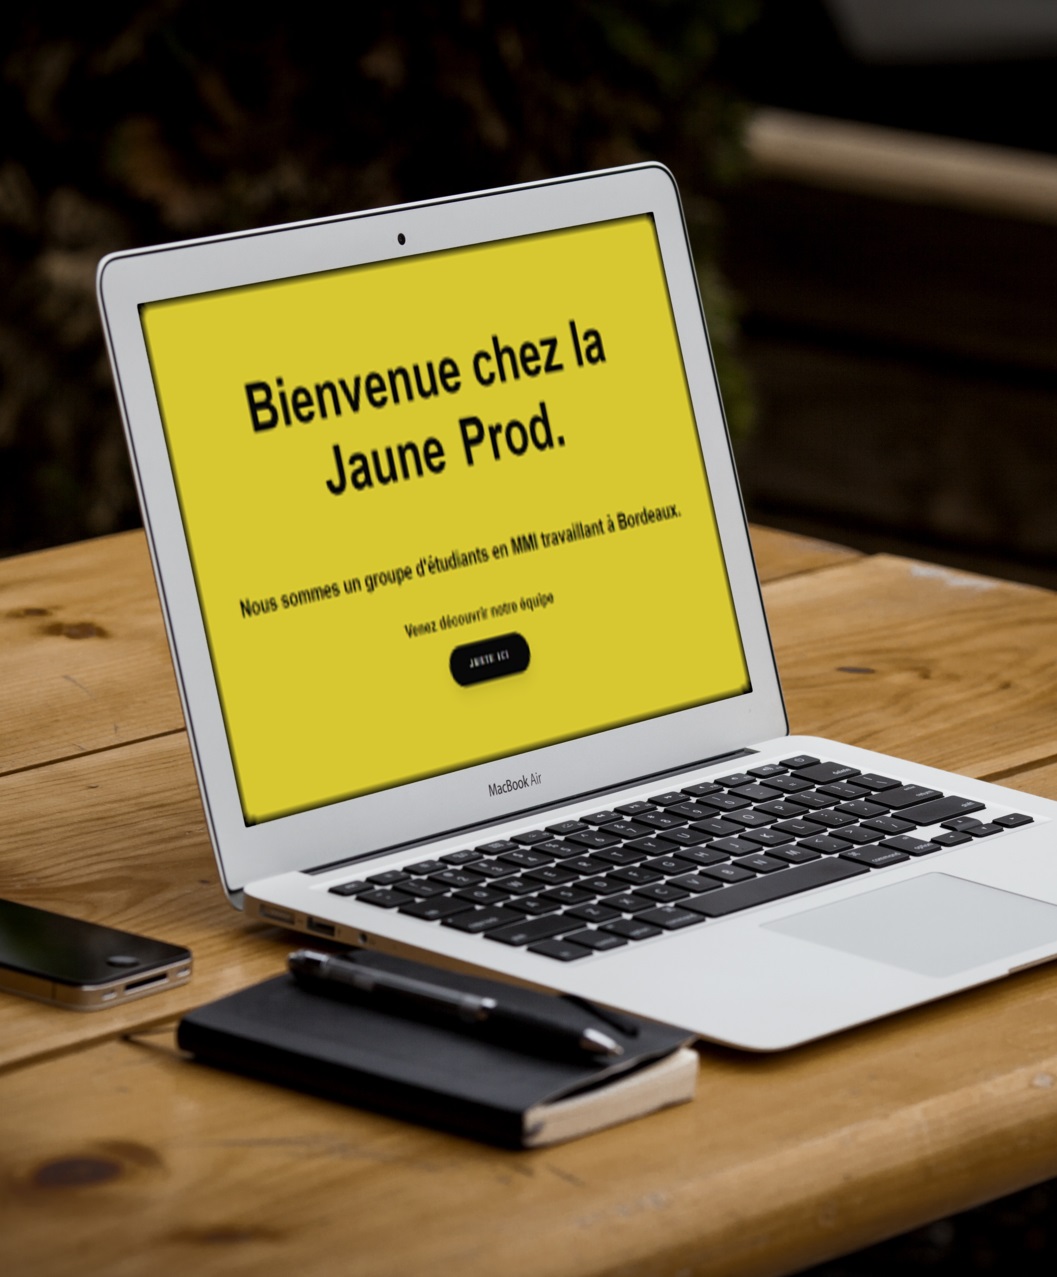 Bienvenue chez la
Jaune Prod.
Nous sommes un groupe d'étudiants en MMI travaillant à Bordeaux.
Venez découvrir notre équipe
JUSTE ICI
MacBook Air